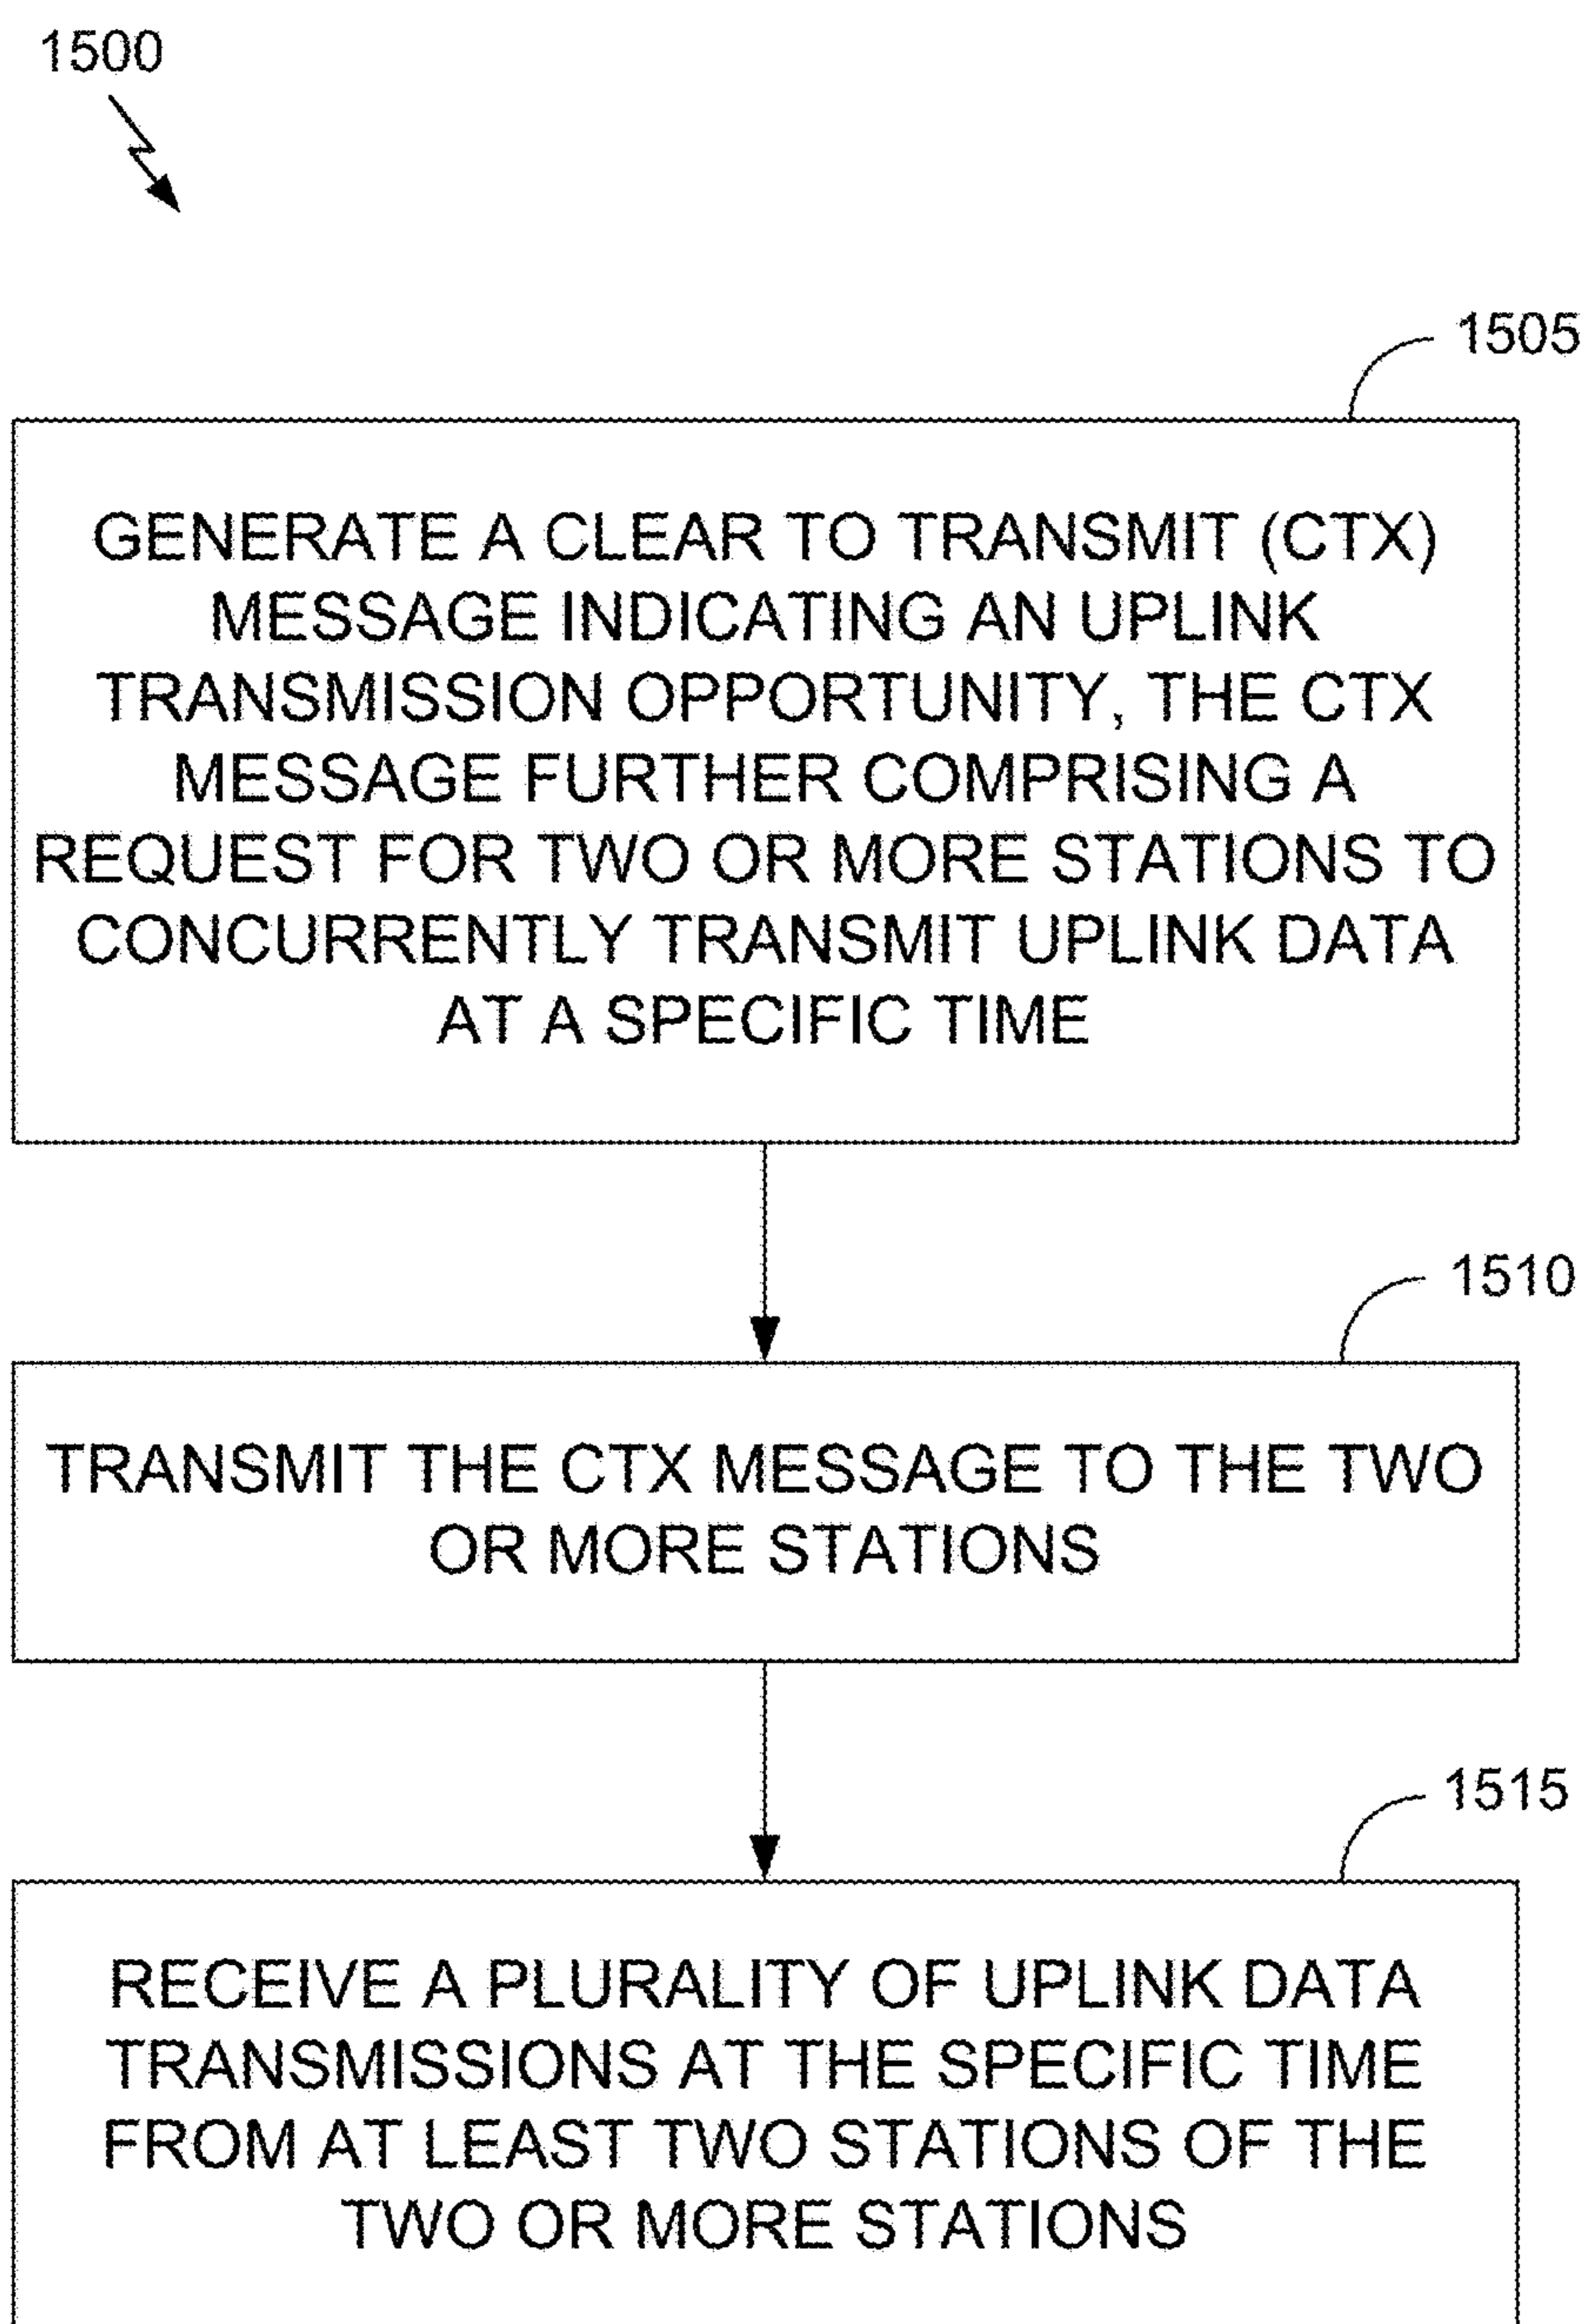 1500
1505
GENERATE A CLEAR TO TRANSMIT (CTX)
MESSAGE INDICATING AN UPLINK
TRANSMISSION OPPORTUNITY, THE CTX
MESSAGE FURTHER COMPRISING A
REQUEST FOR TWO OR MORE STATIONS TO
CONCURRENTLY TRANSMIT UPLINK DATA
AT A SPECIFIC TIME
1510
TRANSMIT THE CTX MESSAGE TO THE TWO
OR MORE STATIONS
1515
RECEIVE A PLURALITY OF UPLINK DATA
TRANSMISSIONS AT THE SPECIFIC TIME
FROM AT LEAST TWO STATIONS OF THE
TWO OR MORE STATIONS